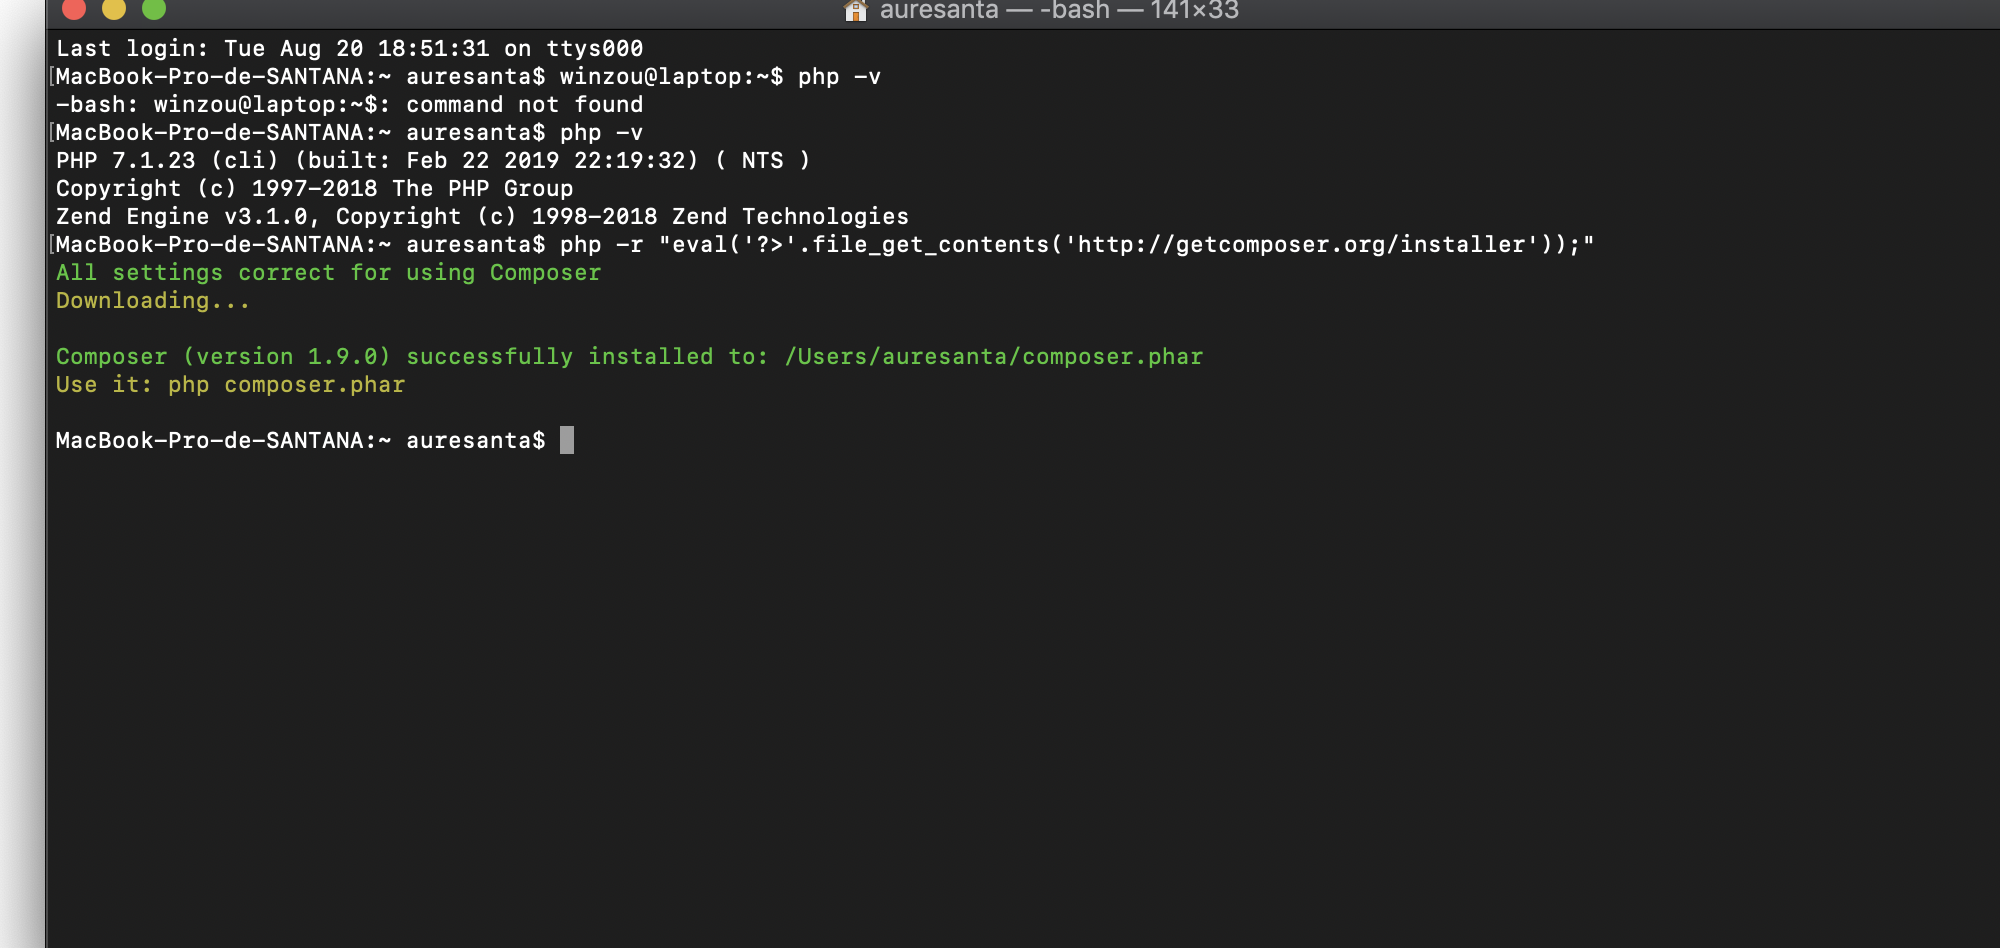 auresanta — -bash — 141×33
Last login: Tue Aug 20 18:51:31 on ttys000
[MacBook-Pro-de-SANTANA:~ auresanta$ winzou@laptop:~$ php -v
-bash: winzou@laptop:~$: command not found
[MacBook-Pro-de-SANTANA:~ auresanta$ php -v
PHP 7.1.23 (cli) (built: Feb 22 2019 22:19:32) ( NTS )
Copyright (c) 1997-2018 The PHP Group
Zend Engine v3.1.0, Copyright (c) 1998-2018 Zend Technologies
[MacBook-Pro-de-SANTANA:~ auresanta$ php -r "eval('?>'.file_get_contents('http://getcomposer.org/installer'));"
All settings correct for using Composer
Downloading...
Composer (version 1.9.0) successfully installed to: /Users/auresanta/composer.phar
Use it: php composer.phar
MacBook-Pro-de-SANTANA:~ auresanta$